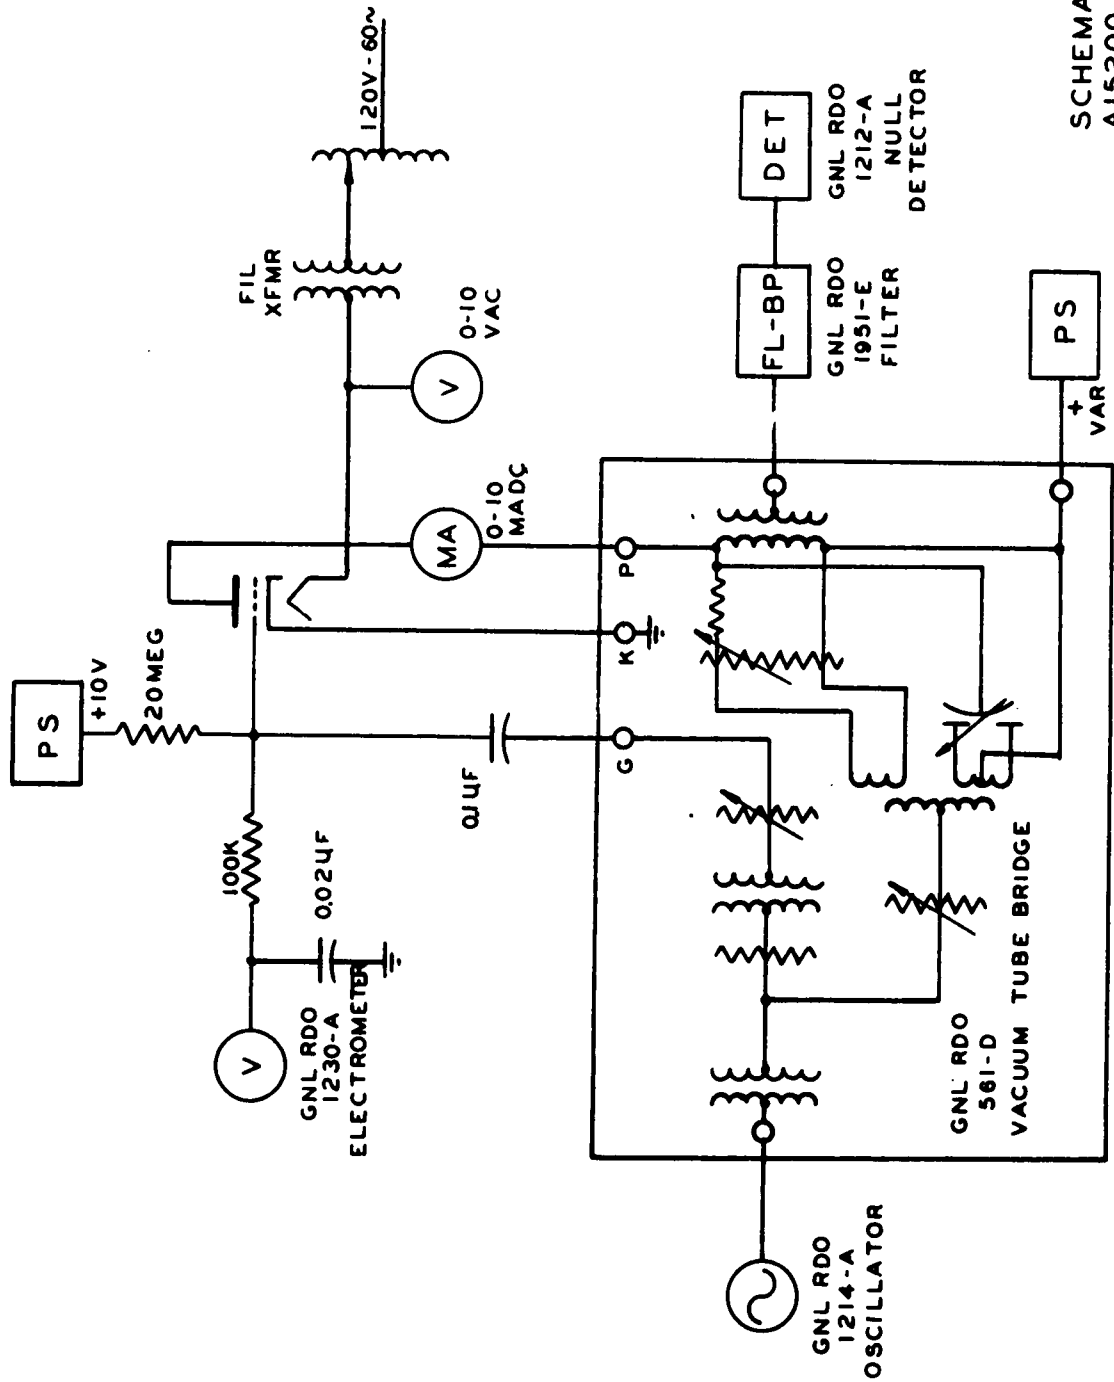 PS
+10V
20MEG
100K
0.02UF
V
GNL RDO
1230-A
ELECTROMETER
0.1UF
FIL
XFMR
120V-60~
V
0-10
VAC
MA
0-10
MADC
G
K
P
FL-BP
GNL RDO
1951-E
FILTER
DET
GNL RDO
1212-A
NULL
DETECTOR
PS
+
VAR
GNL RDO
561-D
VACUUM TUBE BRIDGE
GNL RDO
1214-A
OSCILLATOR
SCHEMA